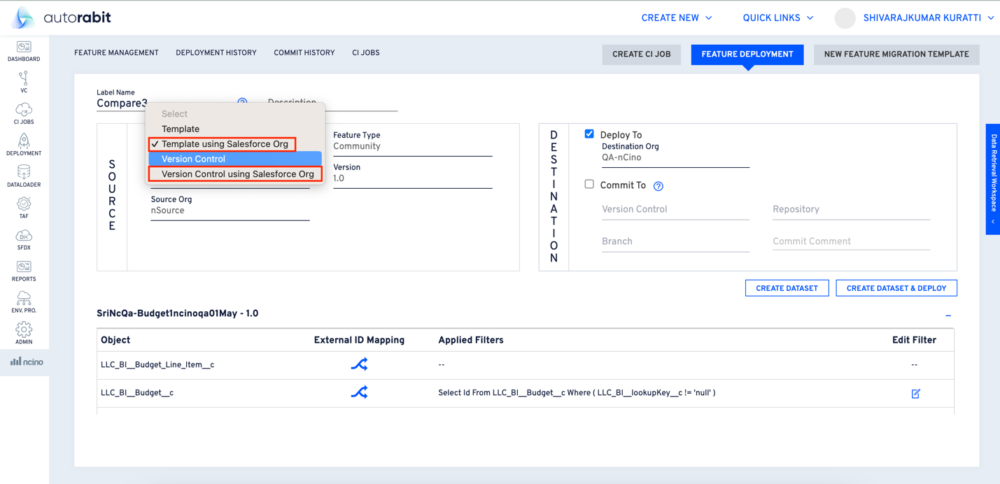 autorabit
CREATE NEW
QUICK LINKS
SHIVARAJKUMAR KURATTI
DASHBOARD
VC
CI JOBS
DEPLOYMENT
DATALOADER
TAF
DX
SFDX
REPORTS
ENV. PRO.
ADMIN
ncino
FEATURE MANAGEMENT
DEPLOYMENT HISTORY
COMMIT HISTORY
CI JOBS
CREATE CI JOB
FEATURE DEPLOYMENT
NEW FEATURE MIGRATION TEMPLATE
Label Name
Compare3
?
Description
Select
Template
✓ Template using Salesforce Org
Version Control
Version Control using Salesforce Org
SOURCE
Feature Type
Community
Version
1.0
Source Org
nSource
DESTINATION
Deploy To
Destination Org
QA-nCino
Commit To ?
Version Control
Repository
Branch
Commit Comment
Data Retrieval Workspace
CREATE DATASET
CREATE DATASET & DEPLOY
SriNcQa-Budget1ncinoqa01May - 1.0
Object External ID Mapping Applied Filters Edit Filter
LLC_BI__Budget_Line_Item__c -- --
LLC_BI__Budget__c Select Id From LLC_BI__Budget__c Where ( LLC_BI__lookupKey__c != 'null' )